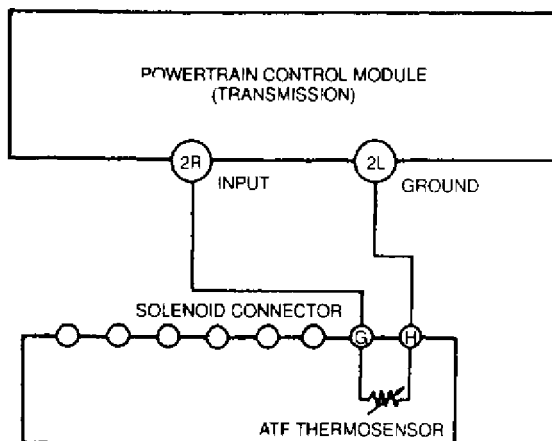 POWERTRAIN CONTROL MODULE
(TRANSMISSION)
2R
2L
INPUT
GROUND
SOLENOID CONNECTOR
G
H
ATF THERMOSENSOR